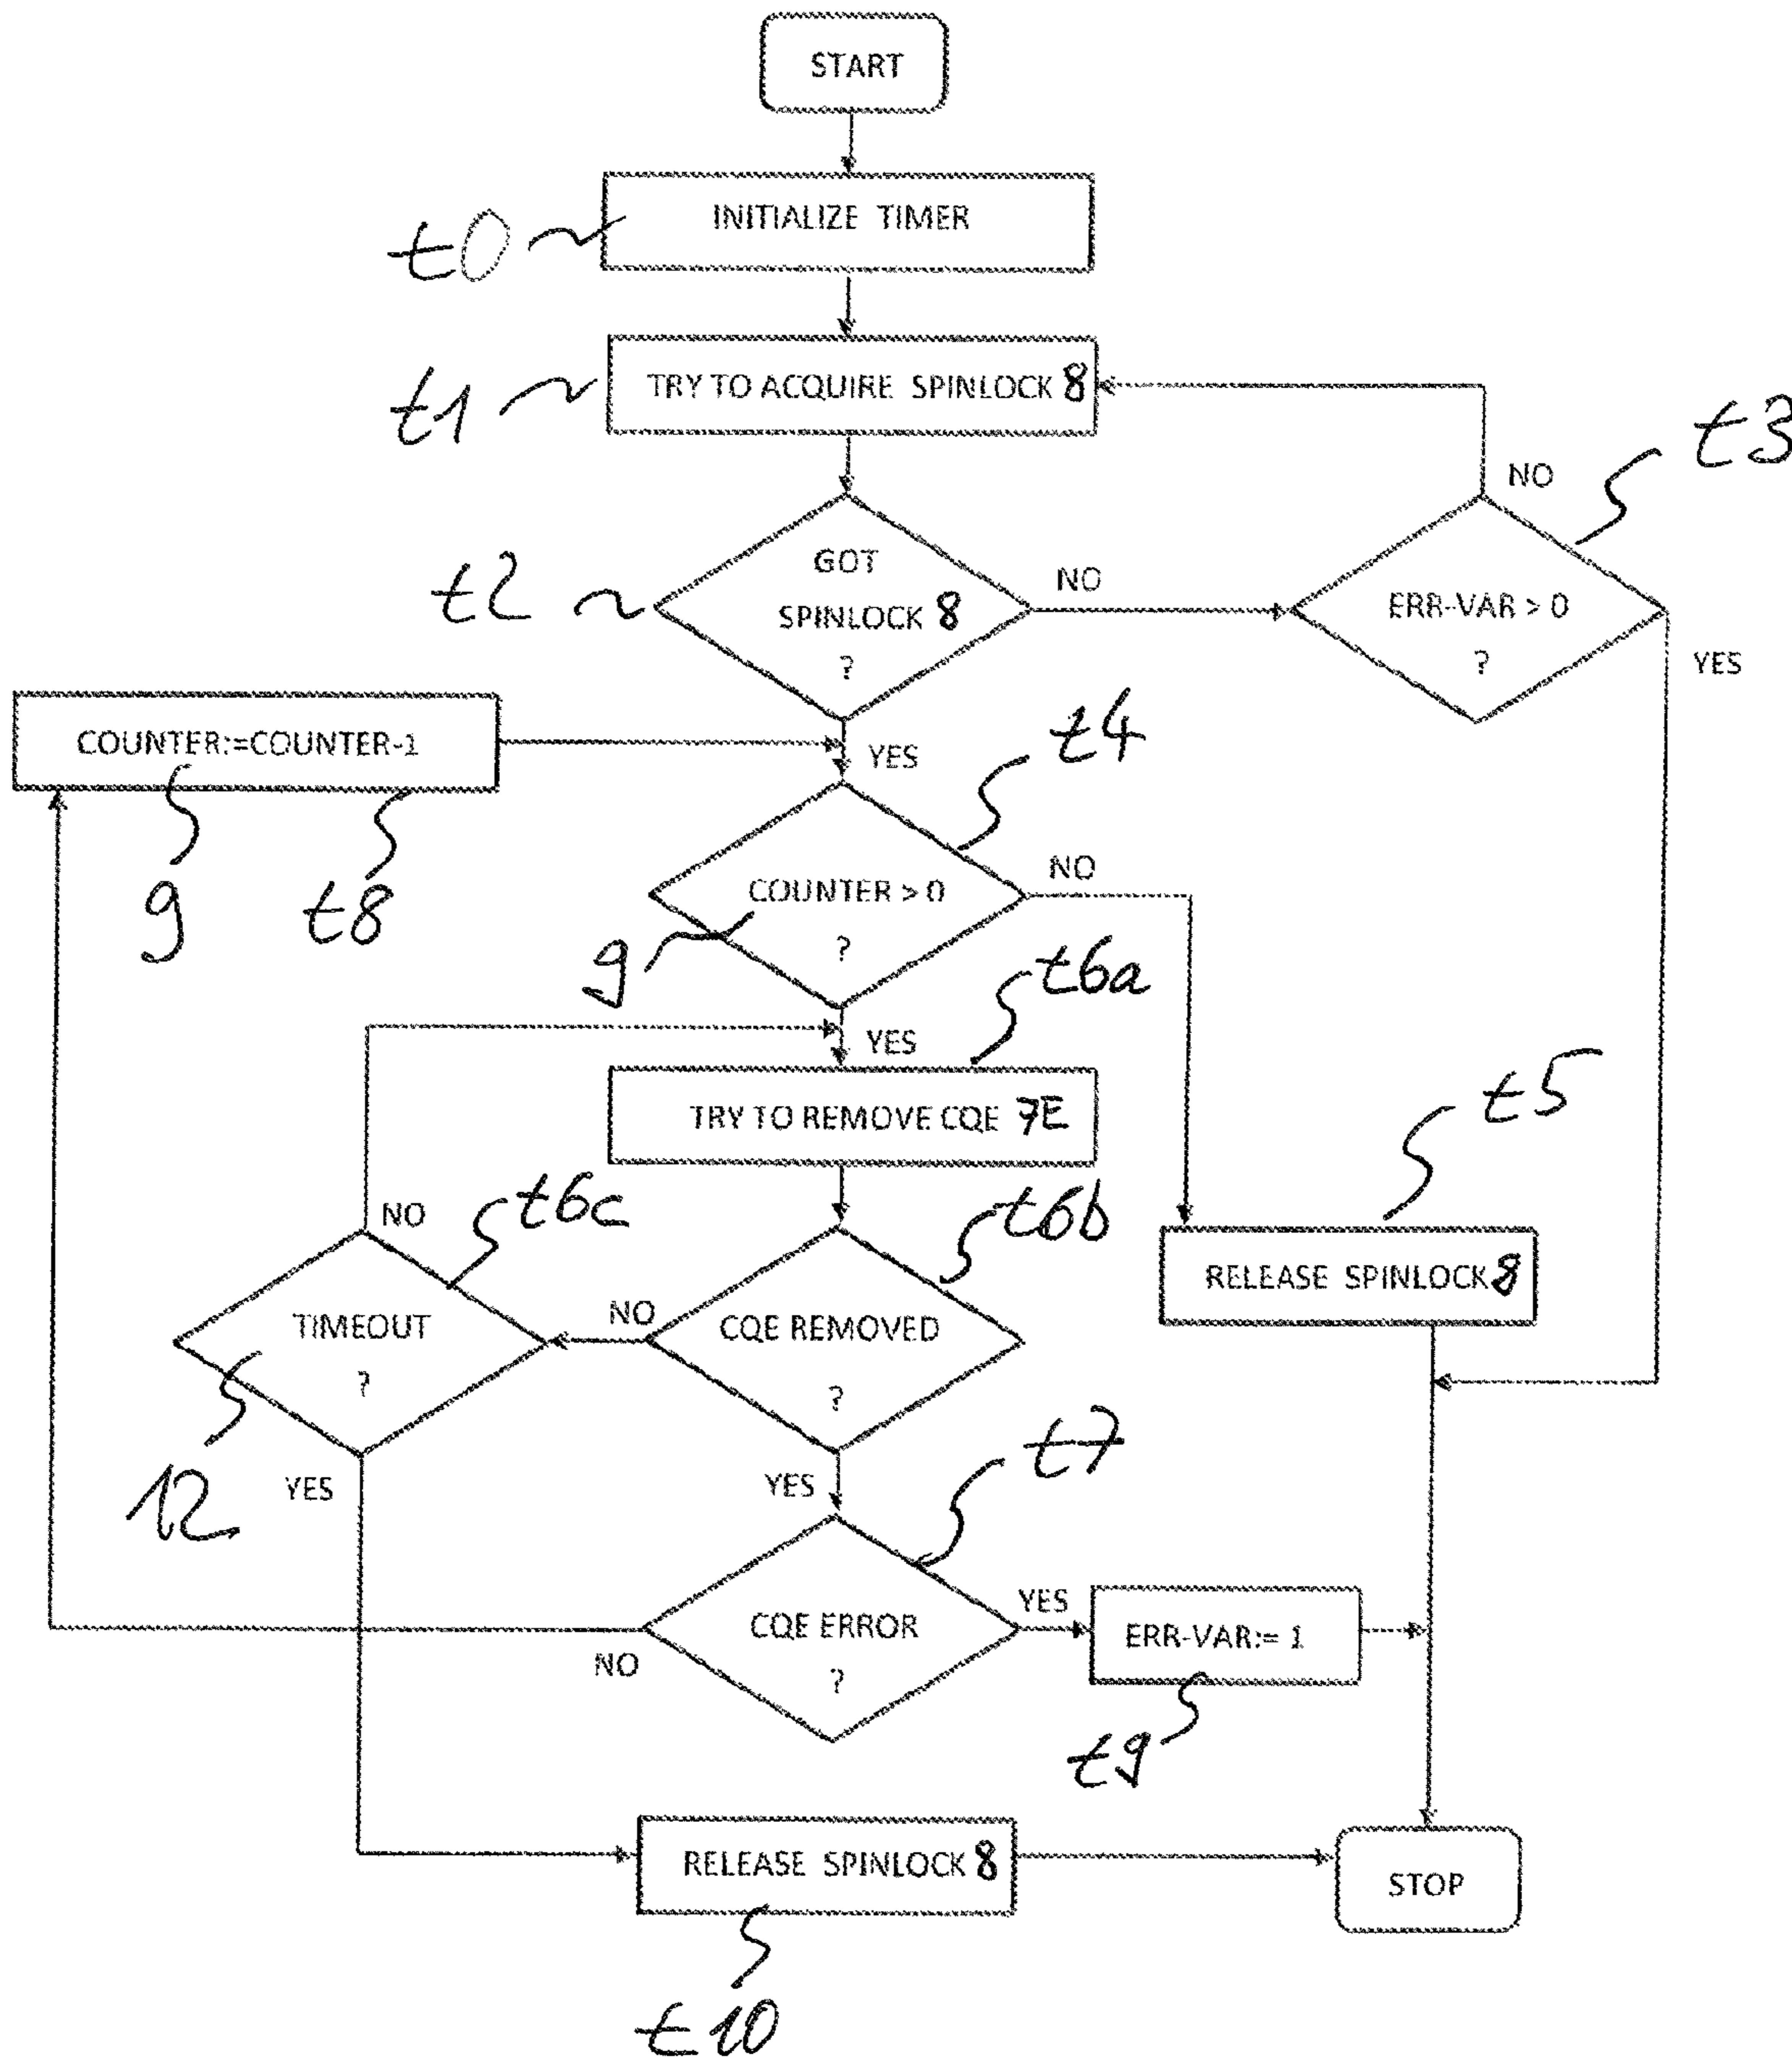 START
INITIALIZE TIMER
t0
TRY TO ACQUIRE SPINLOCK 8
t1
t3
NO
GOT
SPINLOCK 8
?
t2
NO
ERR-VAR > 0
?
YES
COUNTER:=COUNTER-1
9
t8
YES
t4
COUNTER > 0
?
9
NO
t6a
YES
TRY TO REMOVE CQE 7E
t5
NO
t6c
t6b
RELEASE SPINLOCK 8
TIMEOUT
?
12
NO
CQE REMOVED
?
YES
YES
t7
CQE ERROR
?
NO
YES
ERR-VAR:= 1
t9
RELEASE SPINLOCK 8
t10
STOP